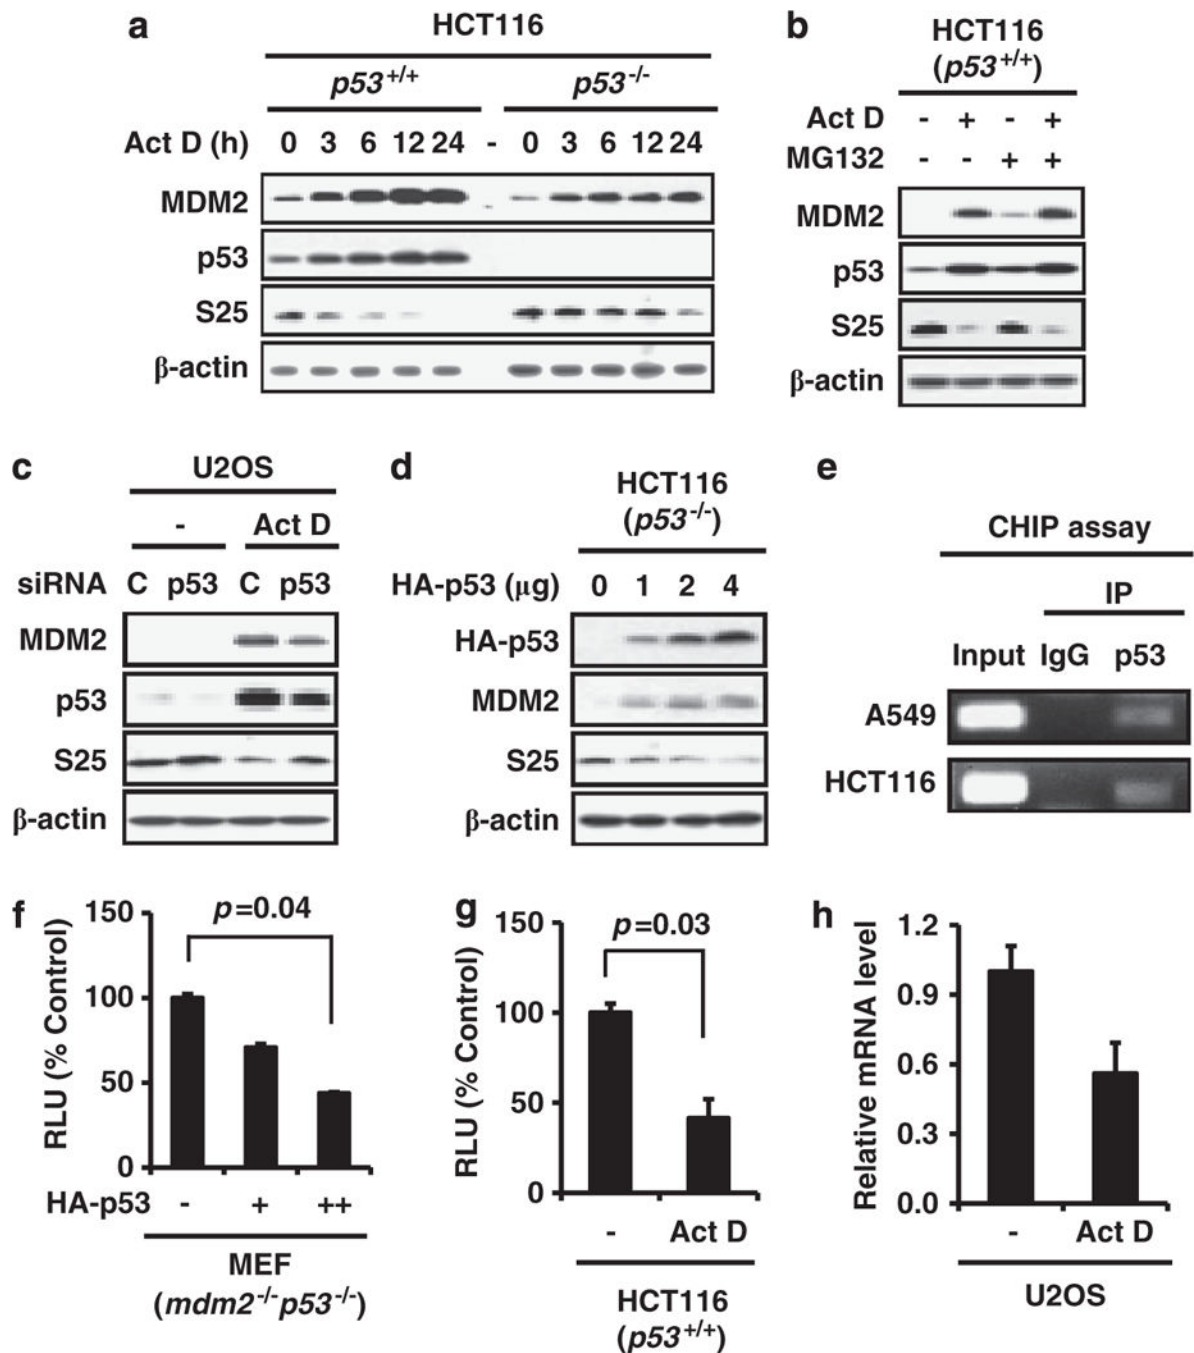 a
HCT116
p53+/+ p53-/-
Act D (h) 0 3 6 12 24 - 0 3 6 12 24
MDM2
p53
S25
β-actin
b
HCT116
(p53+/+)
Act D - + - +
MG132 - - + +
MDM2
p53
S25
β-actin
c
U2OS
- Act D
siRNA C p53 C p53
MDM2
p53
S25
β-actin
d
HCT116
(p53-/-)
HA-p53 (μg) 0 1 2 4
HA-p53
MDM2
S25
β-actin
e
CHIP assay
IP
Input IgG p53
A549
HCT116
f
p=0.04
RLU (% Control)
150
100
50
0
HA-p53 - + ++
MEF
(mdm2-/-p53-/-)
g
p=0.03
RLU (% Control)
150
100
50
0
- Act D
HCT116
(p53+/+)
h
Relative mRNA level
1.2
0.9
0.6
0.3
0.0
- Act D
U2OS